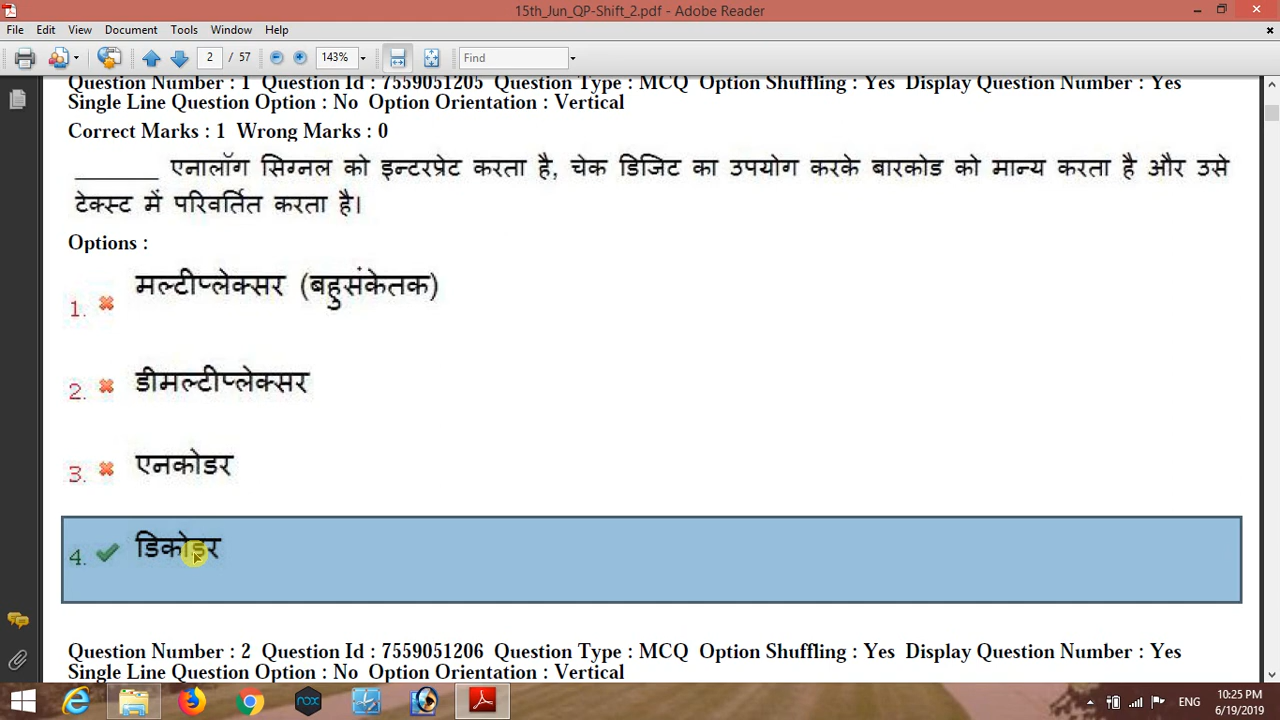 15th_Jun_QP-Shift_2.pdf - Adobe Reader
File Edit View Document Tools Window Help
2 / 57 143% Find
Question Number : 1 Question Id : 7559051205 Question Type : MCQ Option Shuffling : Yes Display Question Number : Yes
Single Line Question Option : No Option Orientation : Vertical
Correct Marks : 1 Wrong Marks : 0
_______ एनालॉग सिग्नल को इन्टरप्रेट करता है, चेक डिजिट का उपयोग करके बारकोड को मान्य करता है और उसे
टेक्स्ट में परिवर्तित करता है।
Options :
1. मल्टीप्लेक्सर (बहुसंकेतक)
2. डीमल्टीप्लेक्सर
3. एनकोडर
4. डिकोडर
Question Number : 2 Question Id : 7559051206 Question Type : MCQ Option Shuffling : Yes Display Question Number : Yes
Single Line Question Option : No Option Orientation : Vertical
nox ENG 10:25 PM
6/19/2019